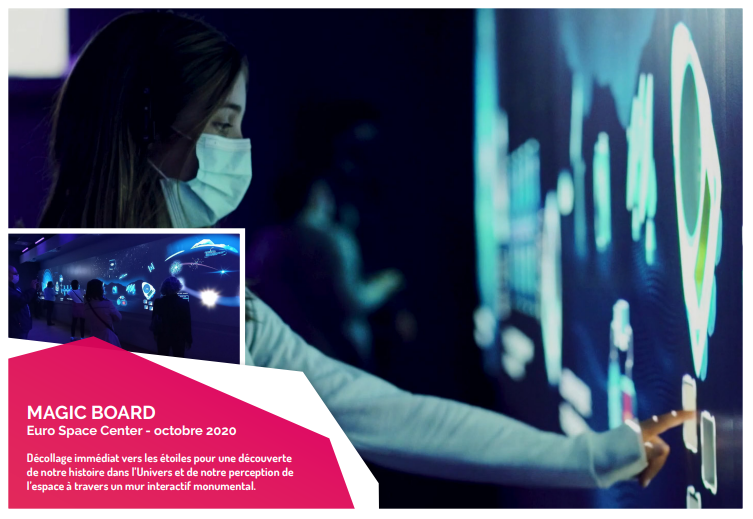 MAGIC BOARD
Euro Space Center - octobre 2020
Décollage immédiat vers les étoiles pour une découverte
de notre histoire dans l'Univers et de notre perception de
l'espace à travers un mur interactif monumental.